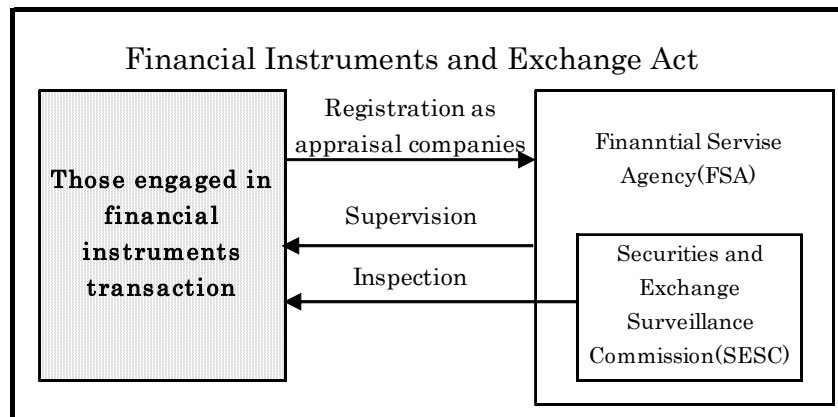 Financial Instruments and Exchange Act
Those engaged in
financial
instruments
transaction
Registration as
appraisal companies
Supervision
Inspection
Finanntial Servise
Agency(FSA)
Securities and
Exchange
Surveillance
Commission(SESC)